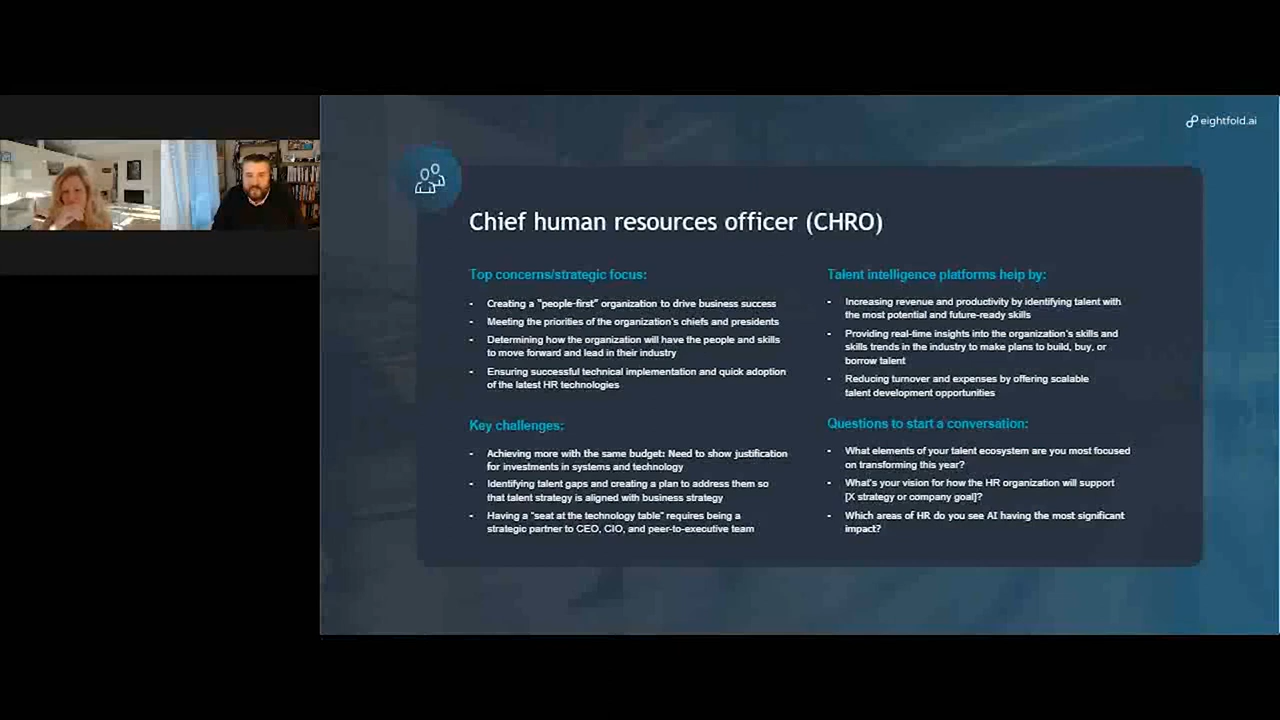 eightfold.ai
Chief human resources officer (CHRO)
Top concerns/strategic focus:
- Creating a "people-first" organization to drive business success
- Meeting the priorities of the organization's chiefs and presidents
- Determining how the organization will have the people and skills
to move forward and lead in their industry
- Ensuring successful technical implementation and quick adoption
of the latest HR technologies
Key challenges:
- Achieving more with the same budget: Need to show justification
for investments in systems and technology
- Identifying talent gaps and creating a plan to address them so
that talent strategy is aligned with business strategy
- Having a "seat at the technology table" requires being a
strategic partner to CEO, CIO, and peer-to-executive team
Talent intelligence platforms help by:
- Increasing revenue and productivity by identifying talent with
the most potential and future-ready skills
- Providing real-time insights into the organization's skills and
skills trends in the industry to make plans to build, buy, or
borrow talent
- Reducing turnover and expenses by offering scalable
talent development opportunities
Questions to start a conversation:
- What elements of your talent ecosystem are you most focused
on transforming this year?
- What's your vision for how the HR organization will support
[X strategy or company goal]?
- Which areas of HR do you see AI having the most significant
impact?